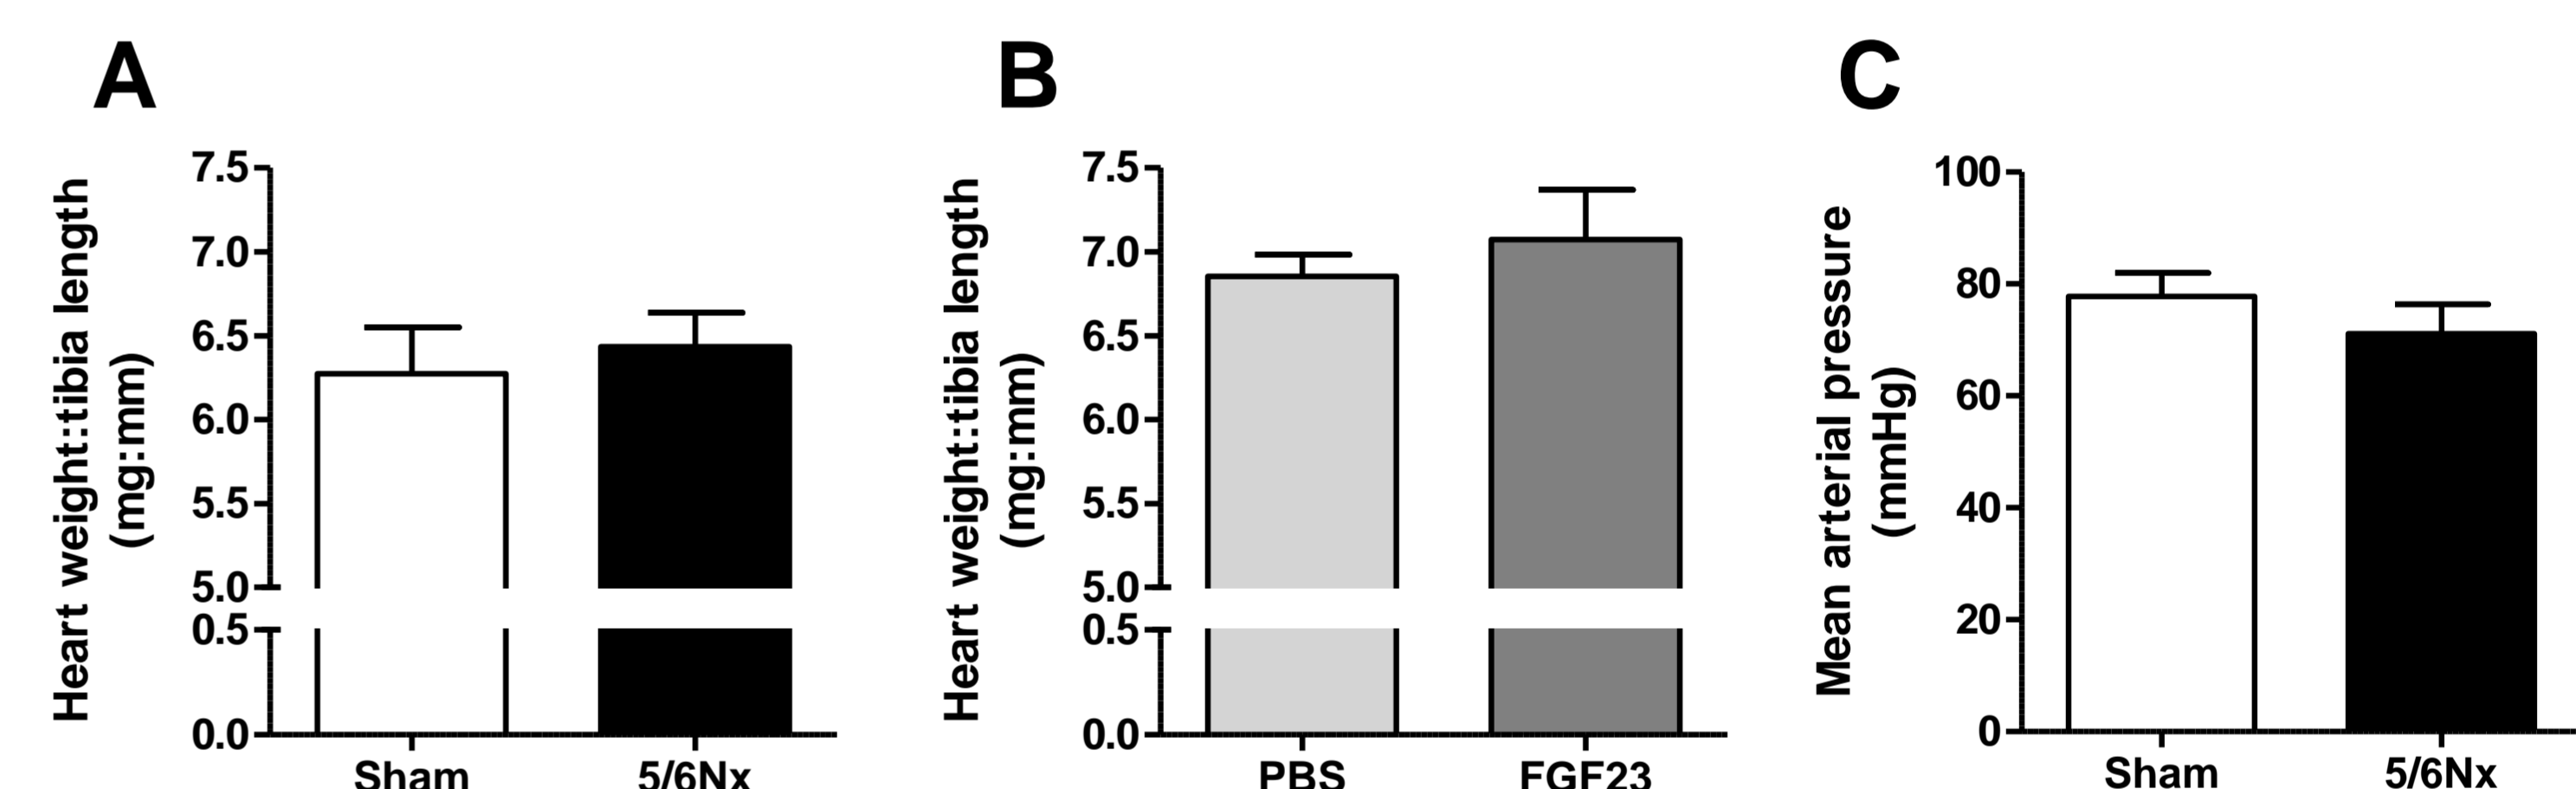 A
Heart weight:tibia length
(mg:mm)
7.5
7.0
6.5
6.0
5.5
5.0
0.5
0.0
Sham
5/6Nx
B
Heart weight:tibia length
(mg:mm)
7.5
7.0
6.5
6.0
5.5
5.0
0.5
0.0
PBS
FGF23
C
Mean arterial pressure
(mmHg)
100
80
60
40
20
0
Sham
5/6Nx